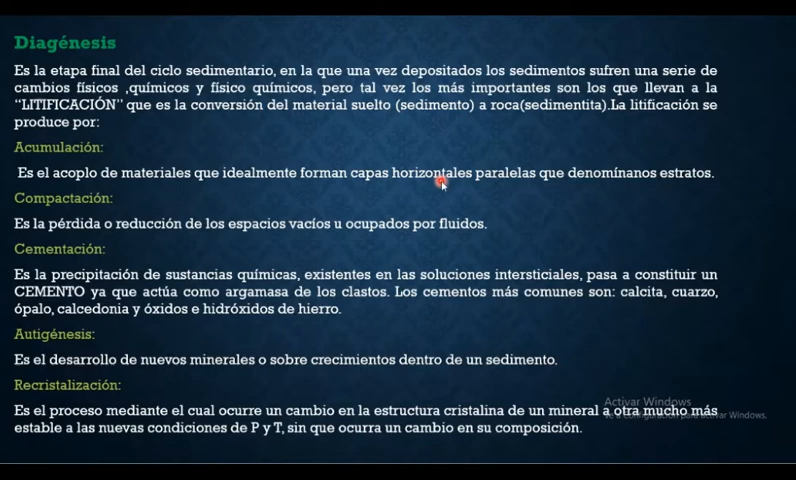 Diagénesis
Es la etapa final del ciclo sedimentario, en la que una vez depositados los sedimentos sufren una serie de
cambios físicos ,químicos y físico químicos, pero tal vez los más importantes son los que llevan a la
“LITIFICACIÓN” que es la conversión del material suelto (sedimento) a roca(sedimentita).La litificación se
produce por:
Acumulación:
Es el acoplo de materiales que idealmente forman capas horizontales paralelas que denomínanos estratos.
Compactación:
Es la pérdida o reducción de los espacios vacíos u ocupados por fluidos.
Cementación:
Es la precipitación de sustancias químicas, existentes en las soluciones intersticiales, pasa a constituir un
CEMENTO ya que actúa como argamasa de los clastos. Los cementos más comunes son: calcita, cuarzo,
ópalo, calcedonia y óxidos e hidróxidos de hierro.
Autigénesis:
Es el desarrollo de nuevos minerales o sobre crecimientos dentro de un sedimento.
Recristalización:
Activar Windows
Es el proceso mediante el cual ocurre un cambio en la estructura cristalina de un mineral a otra mucho más
Ve a Configuración para activar Windows.
estable a las nuevas condiciones de P y T, sin que ocurra un cambio en su composición.